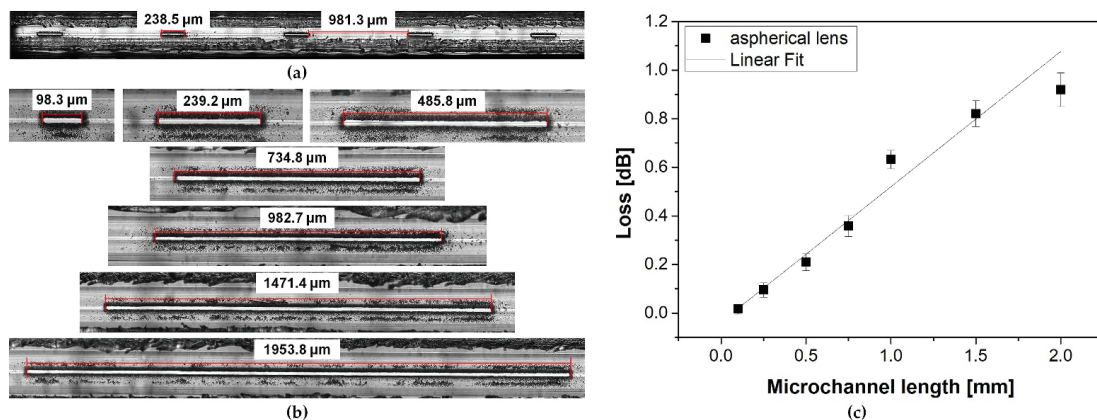 238.5 µm
981.3 µm
(a)
98.3 µm
239.2 µm
485.8 µm
734.8 µm
982.7 µm
1471.4 µm
1953.8 µm
(b)
aspherical lens
Linear Fit
Loss [dB]
1.2
1.0
0.8
0.6
0.4
0.2
0.0
0.0
0.5
1.0
1.5
2.0
Microchannel length [mm]
(c)